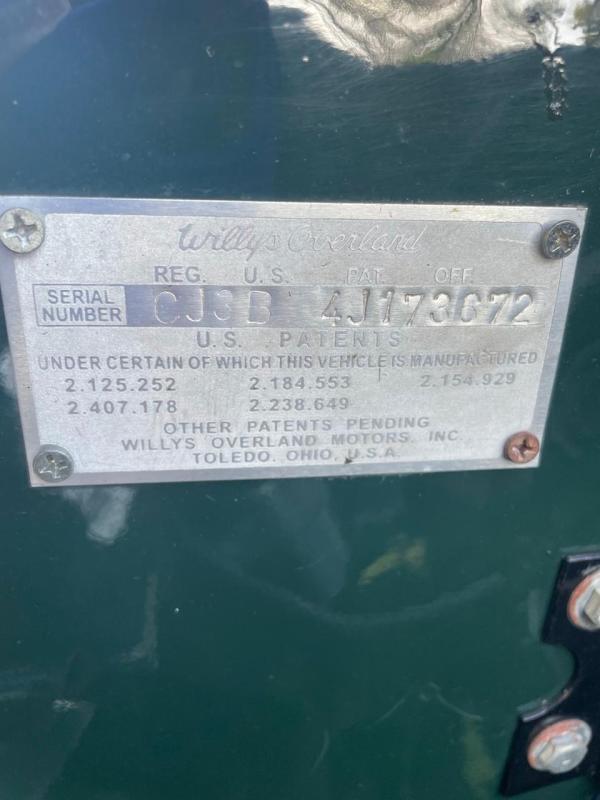 Willys Overland
REG. U.S. PAT. OFF.
SERIAL NUMBER CJ3B 4J173672
U.S. PATENTS
UNDER CERTAIN OF WHICH THIS VEHICLE IS MANUFACTURED
2.125.252 2.184.553 2.154.929
2.407.178 2.238.649
OTHER PATENTS PENDING
WILLYS OVERLAND MOTORS. INC.
TOLEDO. OHIO. U.S.A.